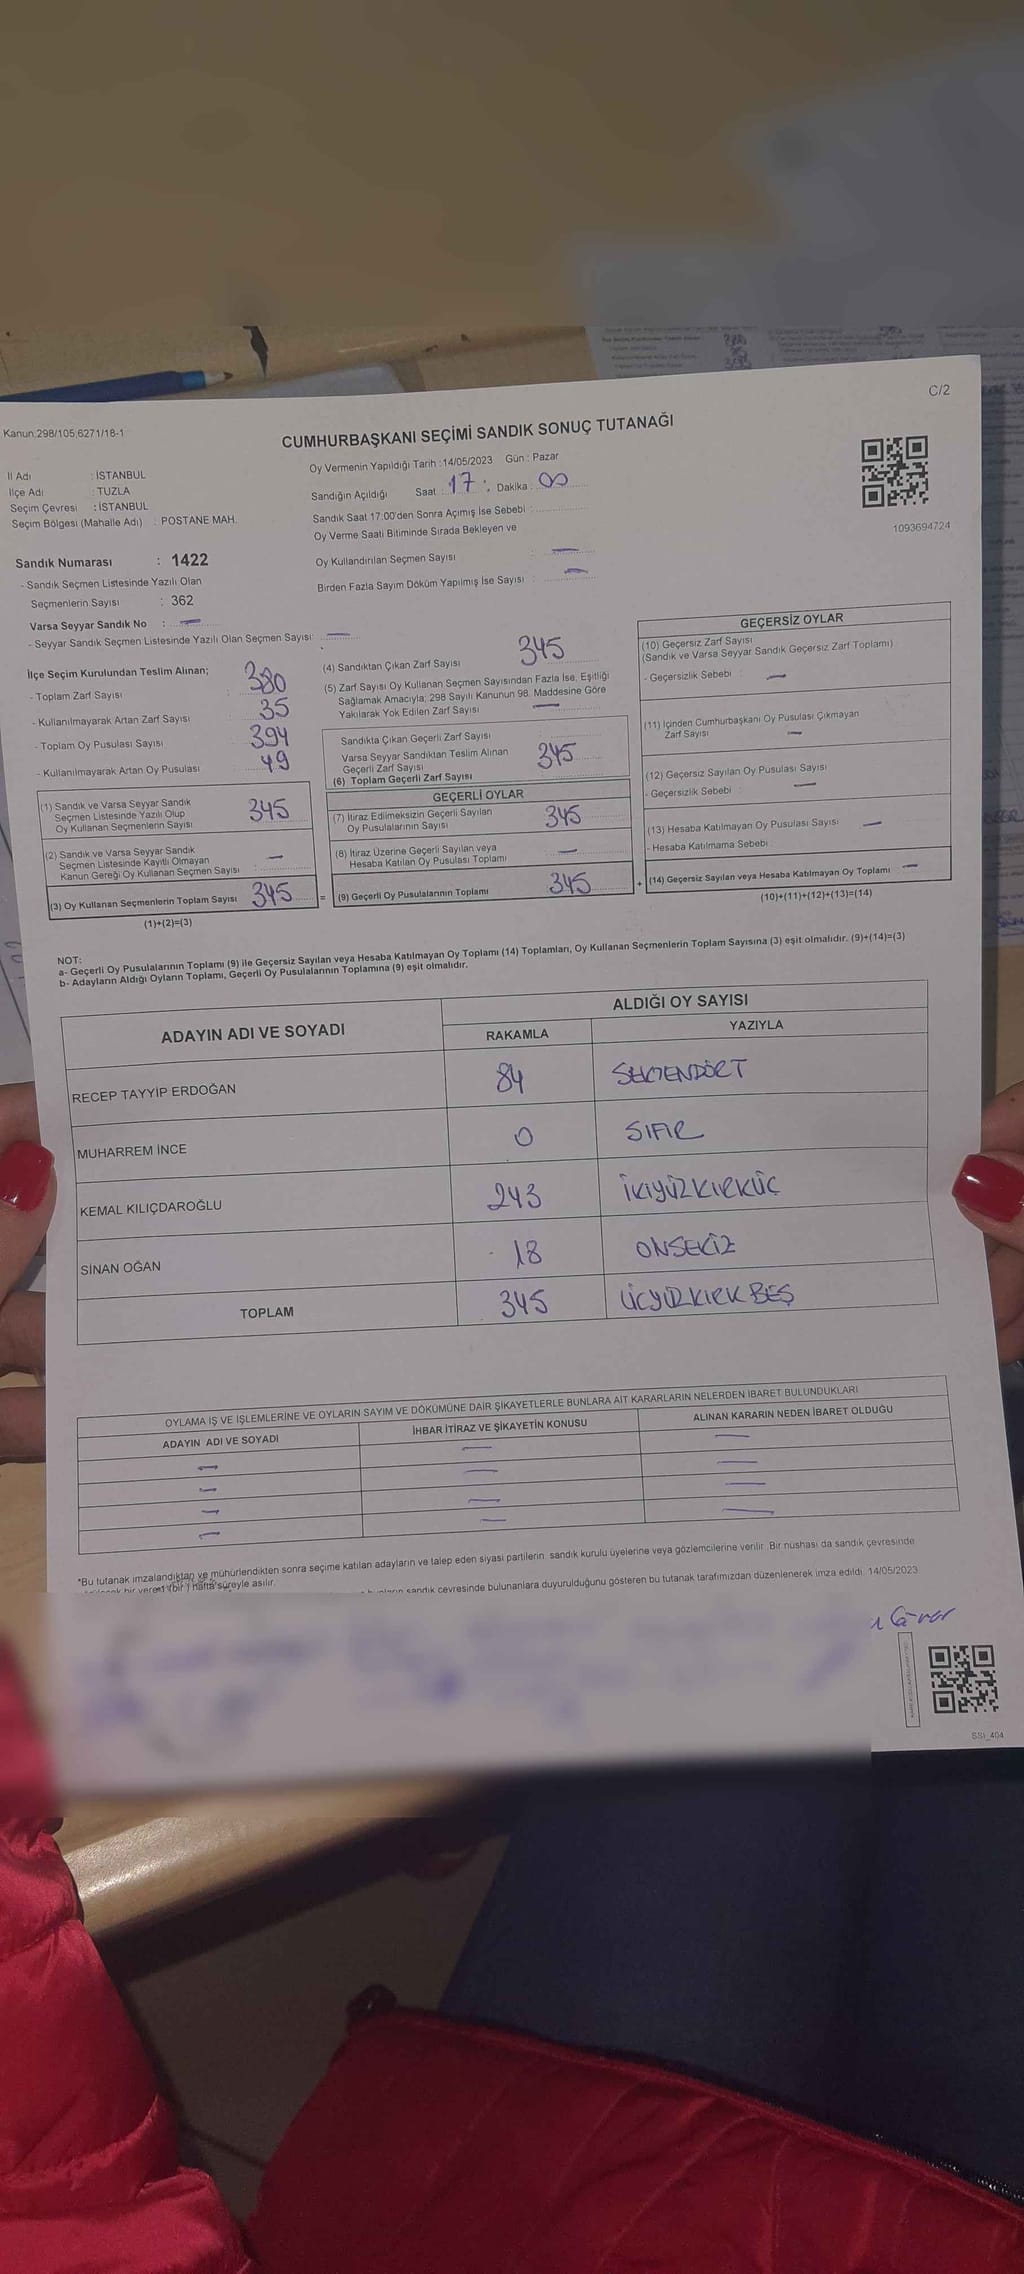 C/2
Kanun;298/105;6271/18-1
CUMHURBAŞKANI SEÇİMİ SANDIK SONUÇ TUTANAĞI
İl Adı : İSTANBUL
İlçe Adı : TUZLA
Seçim Çevresi : İSTANBUL
Seçim Bölgesi (Mahalle Adı) : POSTANE MAH.
Oy Vermenin Yapıldığı Tarih : 14/05/2023 Gün : Pazar
Sandığın Açıldığı Saat : 17 : Dakika : 00
Sandık Saat 17:00'den Sonra Açımış İse Sebebi :
Oy Verme Saati Bitiminde Sırada Bekleyen ve
Oy Kullandırılan Seçmen Sayısı : —
Birden Fazla Sayım Döküm Yapılmış İse Sayısı : —
1093694724
Sandık Numarası : 1422
- Sandık Seçmen Listesinde Yazılı Olan
Seçmenlerin Sayısı : 362
Varsa Seyyar Sandık No : —
- Seyyar Sandık Seçmen Listesinde Yazılı Olan Seçmen Sayısı: —
İlçe Seçim Kurulundan Teslim Alınan;
- Toplam Zarf Sayısı : 380
- Kullanılmayarak Artan Zarf Sayısı : 35
- Toplam Oy Pusulası Sayısı : 394
- Kullanılmayarak Artan Oy Pusulası : 49
(1) Sandık ve Varsa Seyyar Sandık
Seçmen Listesinde Yazılı Olup
Oy Kullanan Seçmenlerin Sayısı 345
(2) Sandık ve Varsa Seyyar Sandık
Seçmen Listesinde Kayıtlı Olmayan
Kanun Gereği Oy Kullanan Seçmen Sayısı : —
(3) Oy Kullanan Seçmenlerin Toplam Sayısı 345 =
(1)+(2)=(3)
(4) Sandıktan Çıkan Zarf Sayısı 345
(5) Zarf Sayısı Oy Kullanan Seçmen Sayısından Fazla İse, Eşitliği
Sağlamak Amacıyla; 298 Sayılı Kanunun 98. Maddesine Göre
Yakılarak Yok Edilen Zarf Sayısı —
Sandıkta Çıkan Geçerli Zarf Sayısı
Varsa Seyyar Sandıktan Teslim Alınan
Geçerli Zarf Sayısı
(6) Toplam Geçerli Zarf Sayısı 345
GEÇERLİ OYLAR
(7) İtiraz Edilmeksizin Geçerli Sayılan
Oy Pusulalarının Sayısı 345
(8) İtiraz Üzerine Geçerli Sayılan veya
Hesaba Katılan Oy Pusulası Toplamı —
(9) Geçerli Oy Pusulalarının Toplamı 345 +
GEÇERSİZ OYLAR
(10) Geçersiz Zarf Sayısı
(Sandık ve Varsa Seyyar Sandık Geçersiz Zarf Toplamı)
- Geçersizlik Sebebi : —
(11) İçinden Cumhurbaşkanı Oy Pusulası Çıkmayan
Zarf Sayısı —
(12) Geçersiz Sayılan Oy Pusulası Sayısı
- Geçersizlik Sebebi : —
(13) Hesaba Katılmayan Oy Pusulası Sayısı —
- Hesaba Katılmama Sebebi
(14) Geçersiz Sayılan veya Hesaba Katılmayan Oy Toplamı —
(10)+(11)+(12)+(13)=(14)
NOT:
a- Geçerli Oy Pusulalarının Toplamı (9) ile Geçersiz Sayılan veya Hesaba Katılmayan Oy Toplamı (14) Toplamları, Oy Kullanan Seçmenlerin Toplam Sayısına (3) eşit olmalıdır. (9)+(14)=(3)
b- Adayların Aldığı Oyların Toplamı, Geçerli Oy Pusulalarının Toplamına (9) eşit olmalıdır.
ADAYIN ADI VE SOYADI ALDIĞI OY SAYISI
RAKAMLA YAZIYLA
RECEP TAYYİP ERDOĞAN 84 SEKSENDÖRT
MUHARREM İNCE 0 SIFIR
KEMAL KILIÇDAROĞLU 243 İKİYÜZKIRKÜÇ
SİNAN OĞAN 18 ONSEKİZ
TOPLAM 345 ÜÇYÜZKIRKBEŞ
OYLAMA İŞ VE İŞLEMLERİNE VE OYLARIN SAYIM VE DÖKÜMÜNE DAİR ŞİKAYETLERLE BUNLARA AİT KARARLARIN NELERDEN İBARET BULUNDUKLARI
ADAYIN ADI VE SOYADI İHBAR İTİRAZ VE ŞİKAYETİN KONUSU ALINAN KARARIN NEDEN İBARET OLDUĞU
— — —
— — —
— — —
— — —
*Bu tutanak imzalandıktan ve mühürlendikten sonra seçime katılan adayların ve talep eden siyasi partilerin sandık kurulu üyelerine veya gözlemcilerine verilir. Bir nüshası da sandık çevresinde
bir yere 1 (bir) hafta süreyle asılır.
sandık çevresinde bulunanlara duyurulduğunu gösteren bu tutanak tarafımızdan düzenlenerek imza edildi. 14/05/2023
SSI_404